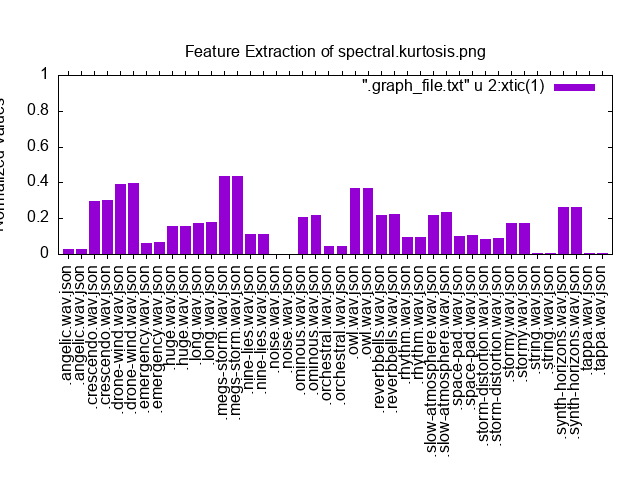 Feature Extraction of spectral.kurtosis.png
Normalized Values
".graph_file.txt" u 2:xtic(1)
1
0.8
0.6
0.4
0.2
0
.angelic.wav.json
.angelic.wav.json
.crescendo.wav.json
.crescendo.wav.json
.drone-wind.wav.json
.drone-wind.wav.json
.emergency.wav.json
.emergency.wav.json
.huge.wav.json
.huge.wav.json
.long.wav.json
.long.wav.json
.megs-storm.wav.json
.megs-storm.wav.json
.nine-lies.wav.json
.nine-lies.wav.json
.noise.wav.json
.noise.wav.json
.ominous.wav.json
.ominous.wav.json
.orchestral.wav.json
.orchestral.wav.json
.owl.wav.json
.owl.wav.json
.reverbbells.wav.json
.reverbells.wav.json
.rhythm.wav.json
.rhythm.wav.json
.slow-atmosphere.wav.json
.slow-atmosphere.wav.json
.space-pad.wav.json
.space-pad.wav.json
.storm-distortion.wav.json
.storm-distortion.wav.json
.stormy.wav.json
.stormy.wav.json
.string.wav.json
.string.wav.json
.synth-horizons.wav.json
.synth-horizons.wav.json
.tappa.wav.json
.tappa.wav.json